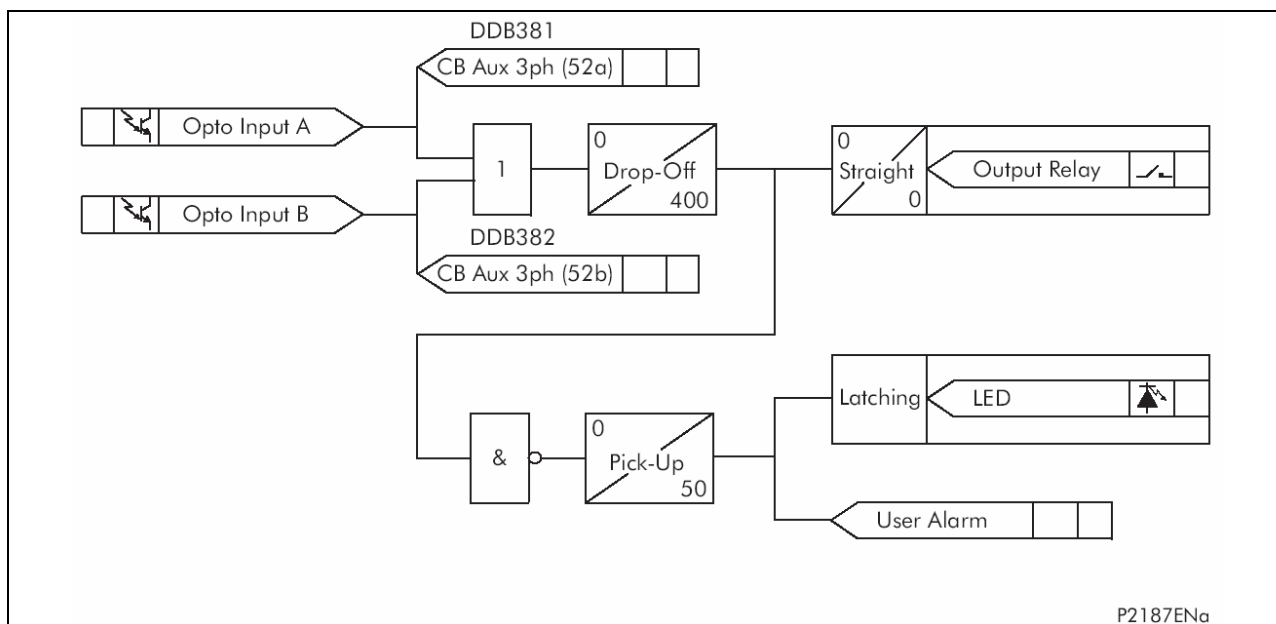 DDB381
CB Aux 3ph (52a)
Opto Input A
1
0
Drop-Off
400
0
Straight
0
Output Relay
Opto Input B
DDB382
CB Aux 3ph (52b)
&
0
Pick-Up
50
Latching
LED
User Alarm
P2187ENa